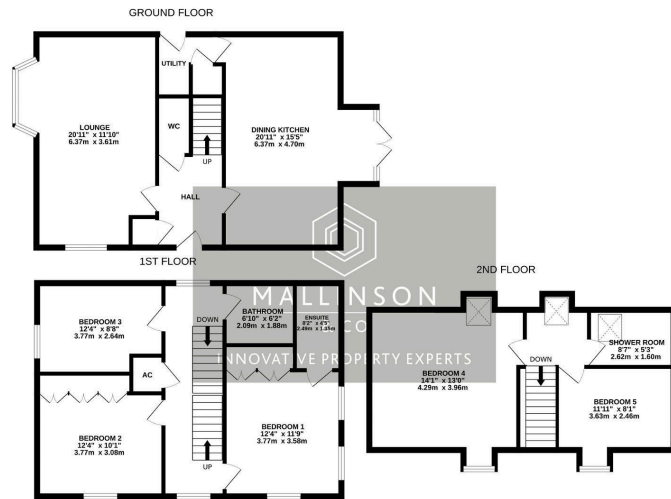 GROUND FLOOR
UTILITY
LOUNGE
20'11" x 11'10"
6.37m x 3.61m
WC
UP
DINING KITCHEN
20'11" x 15'5"
6.37m x 4.70m
HALL
1ST FLOOR
BEDROOM 3
12'4" x 8'8"
3.77m x 2.64m
DOWN
BATHROOM
6'10" x 6'2"
2.09m x 1.88m
ENSUITE
AC
BEDROOM 2
12'4" x 10'1"
3.77m x 3.08m
BEDROOM 1
12'4" x 11'9"
3.77m x 3.58m
UP
MALLINSON
& CO
INNOVATIVE PROPERTY EXPERTS
2ND FLOOR
BEDROOM 4
14'1" x 13'0"
4.29m x 3.96m
DOWN
SHOWER ROOM
8'7" x 5'3"
2.62m x 1.60m
BEDROOM 5
11'11" x 8'1"
3.63m x 2.46m